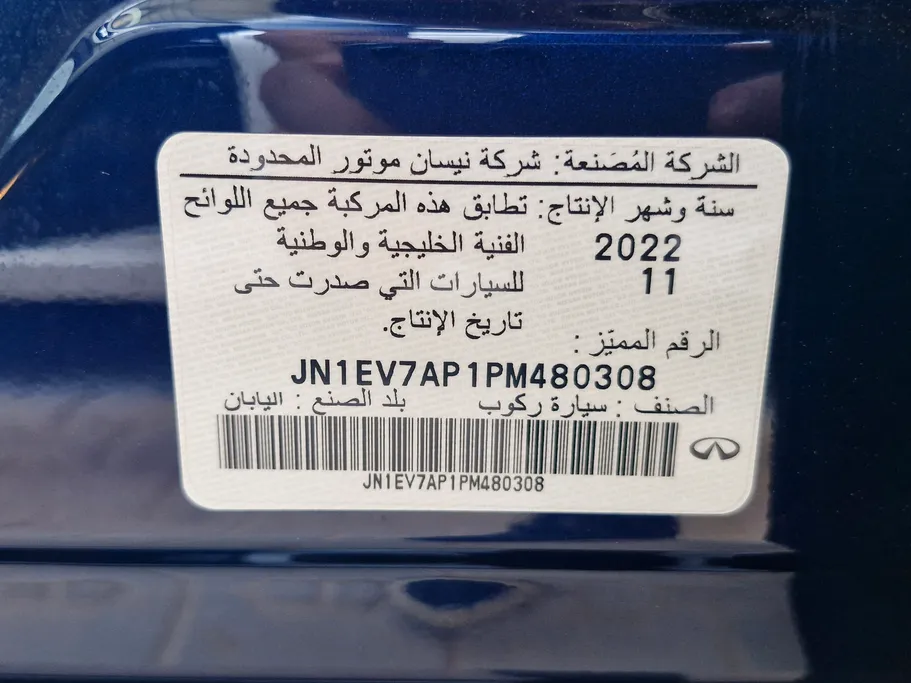 الشركة المُصَنعة: شركة نيسان موتور المحدودة
سنة وشهر الإنتاج: تطابق هذه المركبة جميع اللوائح
2022 الفنية الخليجية والوطنية
11 للسيارات التي صدرت حتى
تاريخ الإنتاج.
الرقم المميّز :
JN1EV7AP1PM480308
الصنف : سيارة ركوب بلد الصنع : اليابان
JN1EV7AP1PM480308